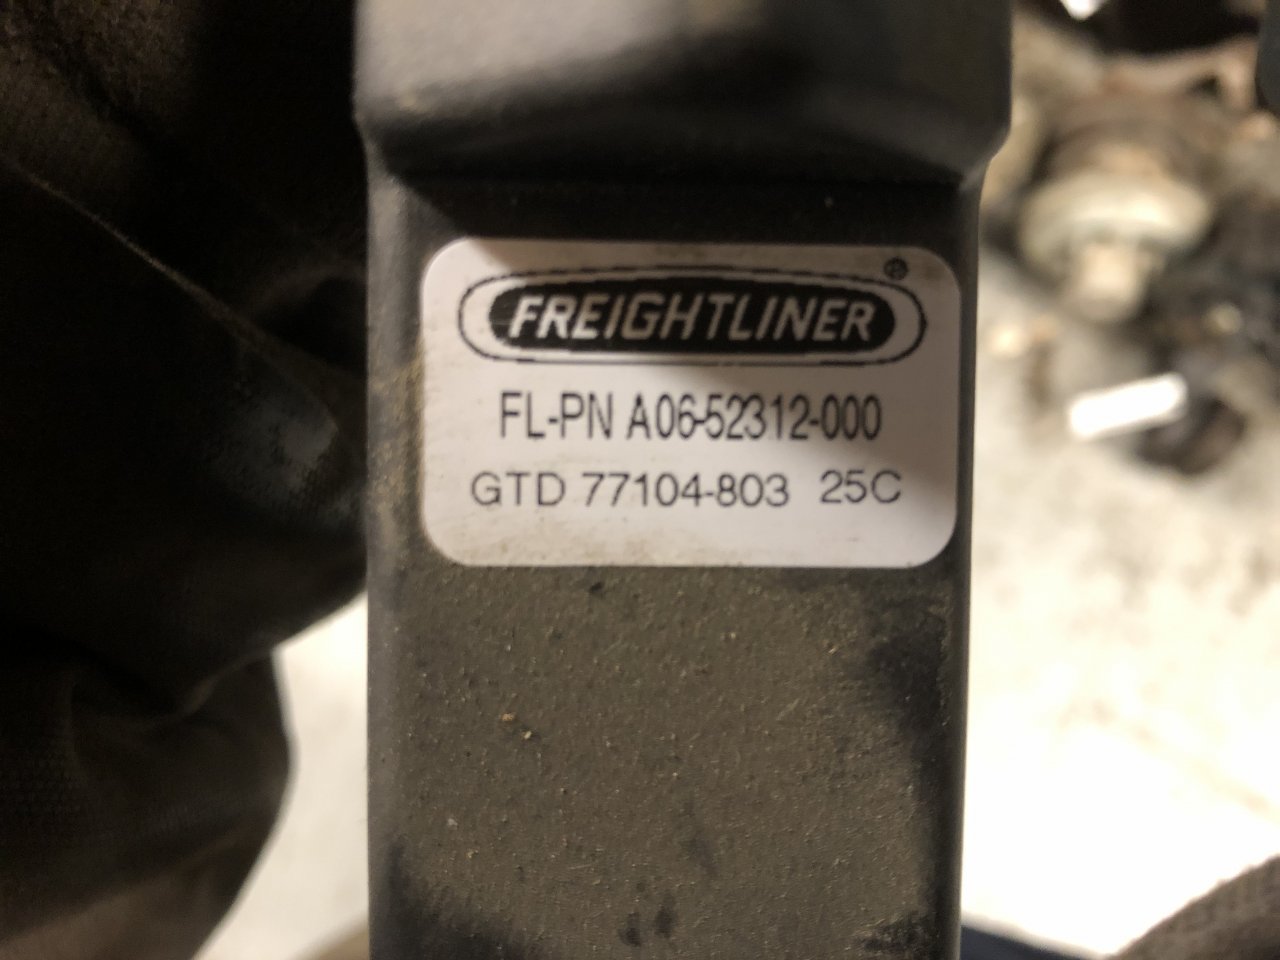 FREIGHTLINER®
FL-PN A06-52312-000
GTD 77104-803 25C